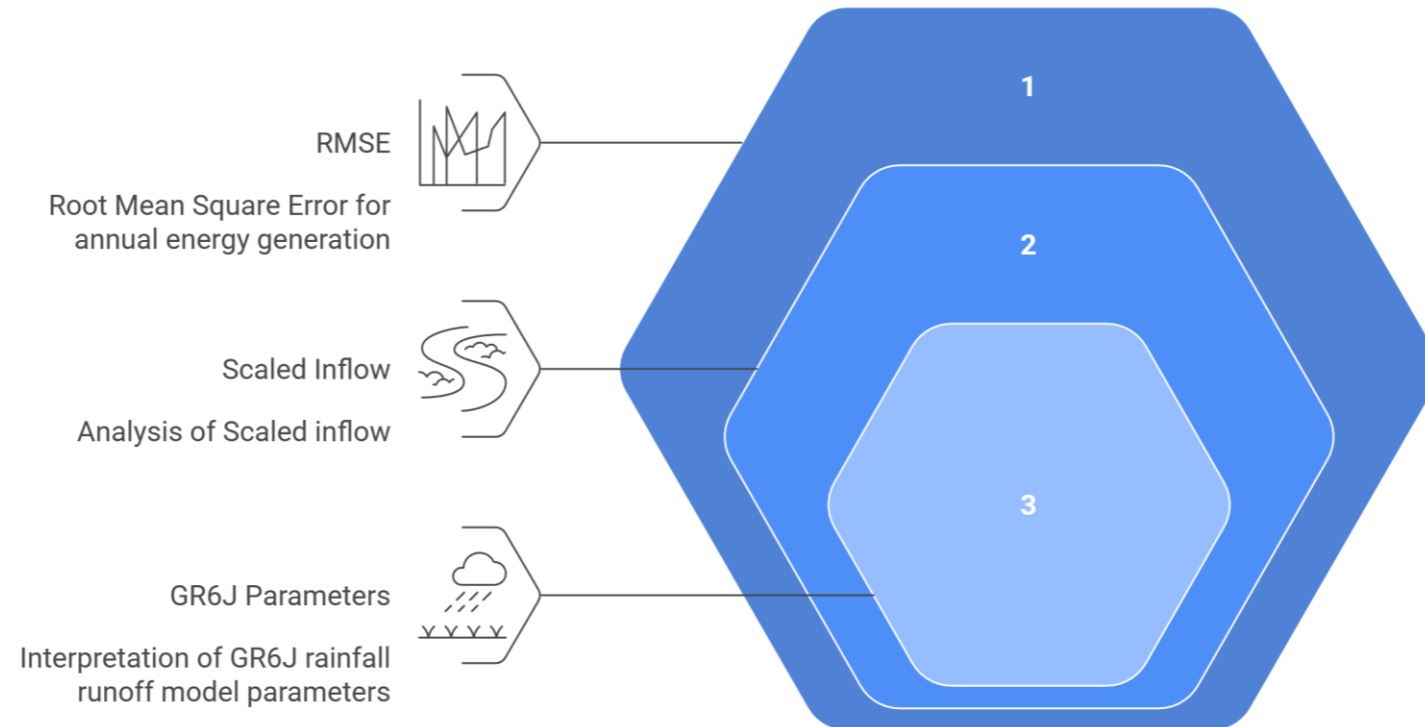 RMSE
Root Mean Square Error for
annual energy generation
Scaled Inflow
Analysis of Scaled inflow
GR6J Parameters
Interpretation of GR6J rainfall
runoff model parameters
1
2
3